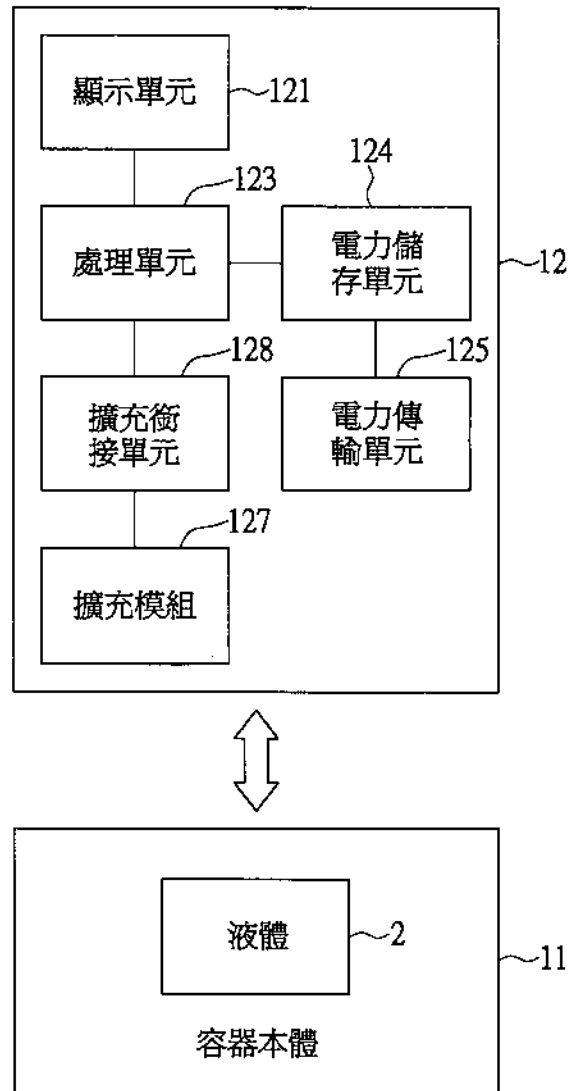 顯示單元
121
124
123
處理單元
電力儲
存單元
12
128
125
擴充銜
接單元
電力傳
輸單元
127
擴充模組
液體
2
11
容器本體